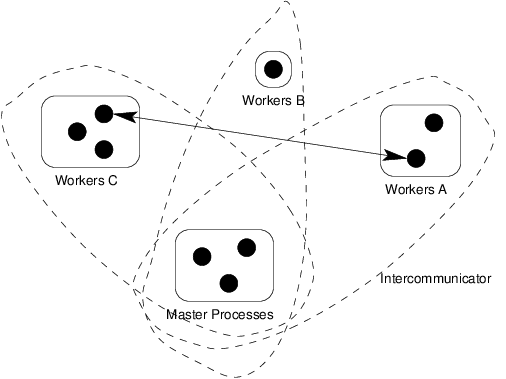 Workers B
Workers C
Workers A
Intercommunicator
Master Processes